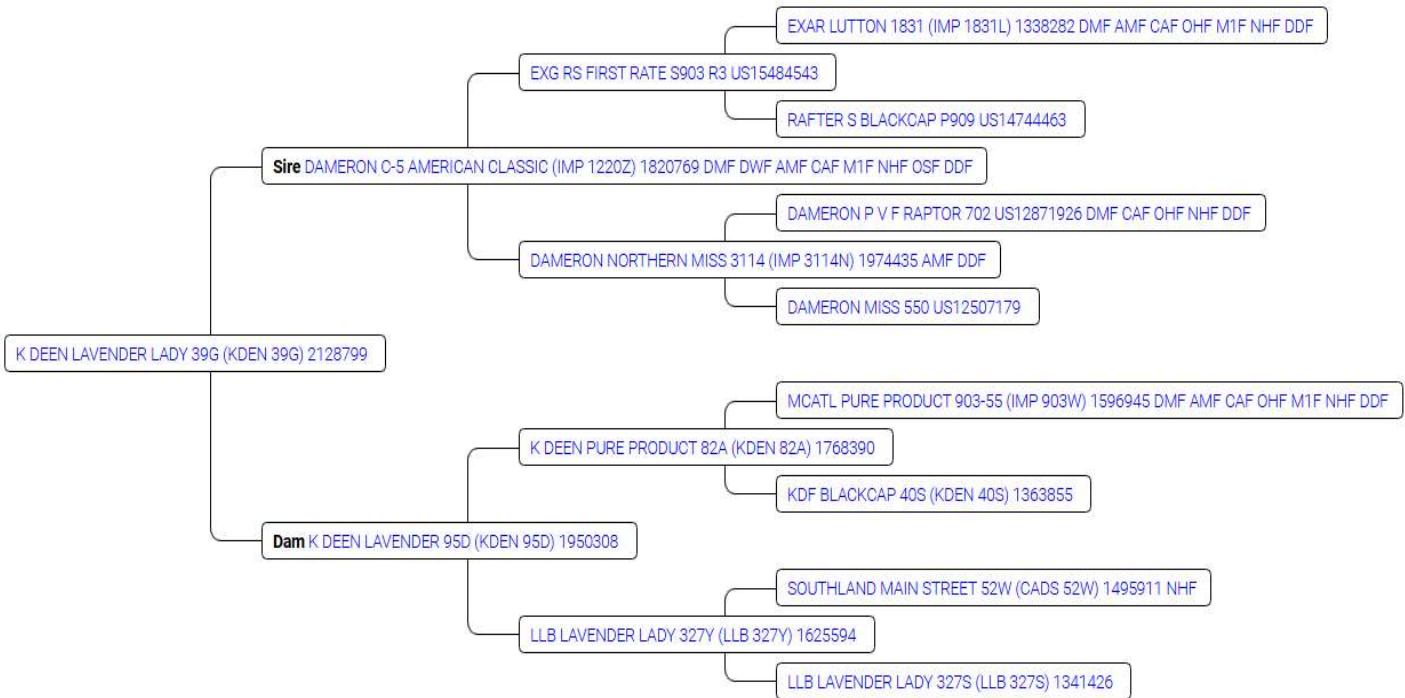 EXAR LUTTON 1831 (IMP 1831L) 1338282 DMF AMF CAF OHF M1F NHF DDF
EXG RS FIRST RATE S903 R3 US15484543
RAFTER S BLACKCAP P909 US14744463
Sire DAMERON C-5 AMERICAN CLASSIC (IMP 1220Z) 1820769 DMF DWF AMF CAF M1F NHF OSF DDF
DAMERON P V F RAPTOR 702 US12871926 DMF CAF OHF NHF DDF
DAMERON NORTHERN MISS 3114 (IMP 3114N) 1974435 AMF DDF
DAMERON MISS 550 US12507179
K DEEN LAVENDER LADY 39G (KDEN 39G) 2128799
MCATL PURE PRODUCT 903-55 (IMP 903W) 1596945 DMF AMF CAF OHF M1F NHF DDF
K DEEN PURE PRODUCT 82A (KDEN 82A) 1768390
KDF BLACKCAP 40S (KDEN 40S) 1363855
Dam K DEEN LAVENDER 95D (KDEN 95D) 1950308
SOUTHLAND MAIN STREET 52W (CADS 52W) 1495911 NHF
LLB LAVENDER LADY 327Y (LLB 327Y) 1625594
LLB LAVENDER LADY 327S (LLB 327S) 1341426